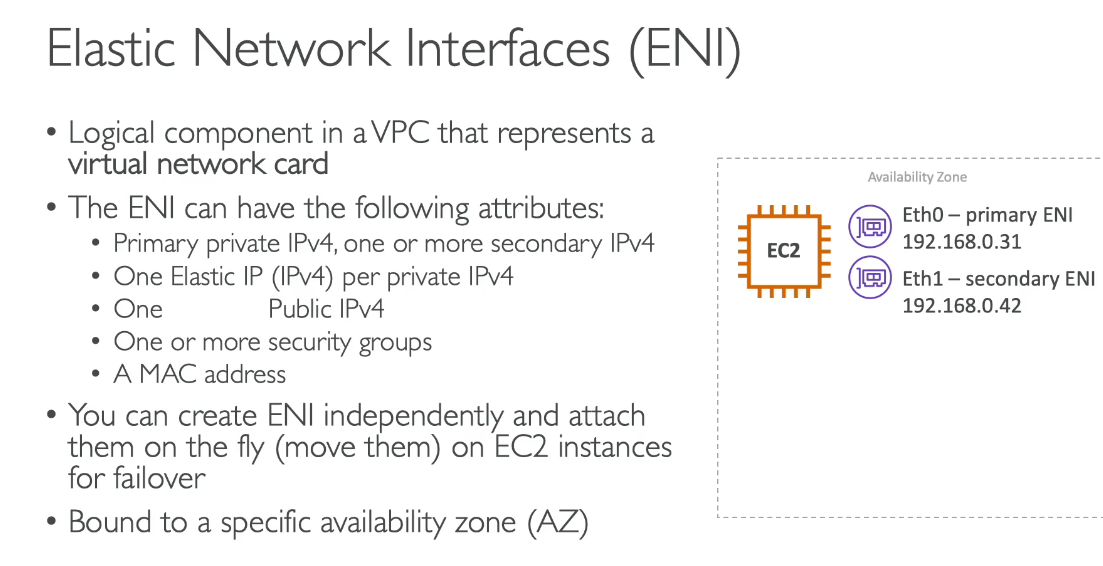 Elastic Network Interfaces (ENI)
• Logical component in a VPC that represents a
virtual network card
• The ENI can have the following attributes:
• Primary private IPv4, one or more secondary IPv4
• One Elastic IP (IPv4) per private IPv4
• One Public IPv4
• One or more security groups
• A MAC address
• You can create ENI independently and attach
them on the fly (move them) on EC2 instances
for failover
• Bound to a specific availability zone (AZ)
Availability Zone
EC2
Eth0 – primary ENI
192.168.0.31
Eth1 – secondary ENI
192.168.0.42